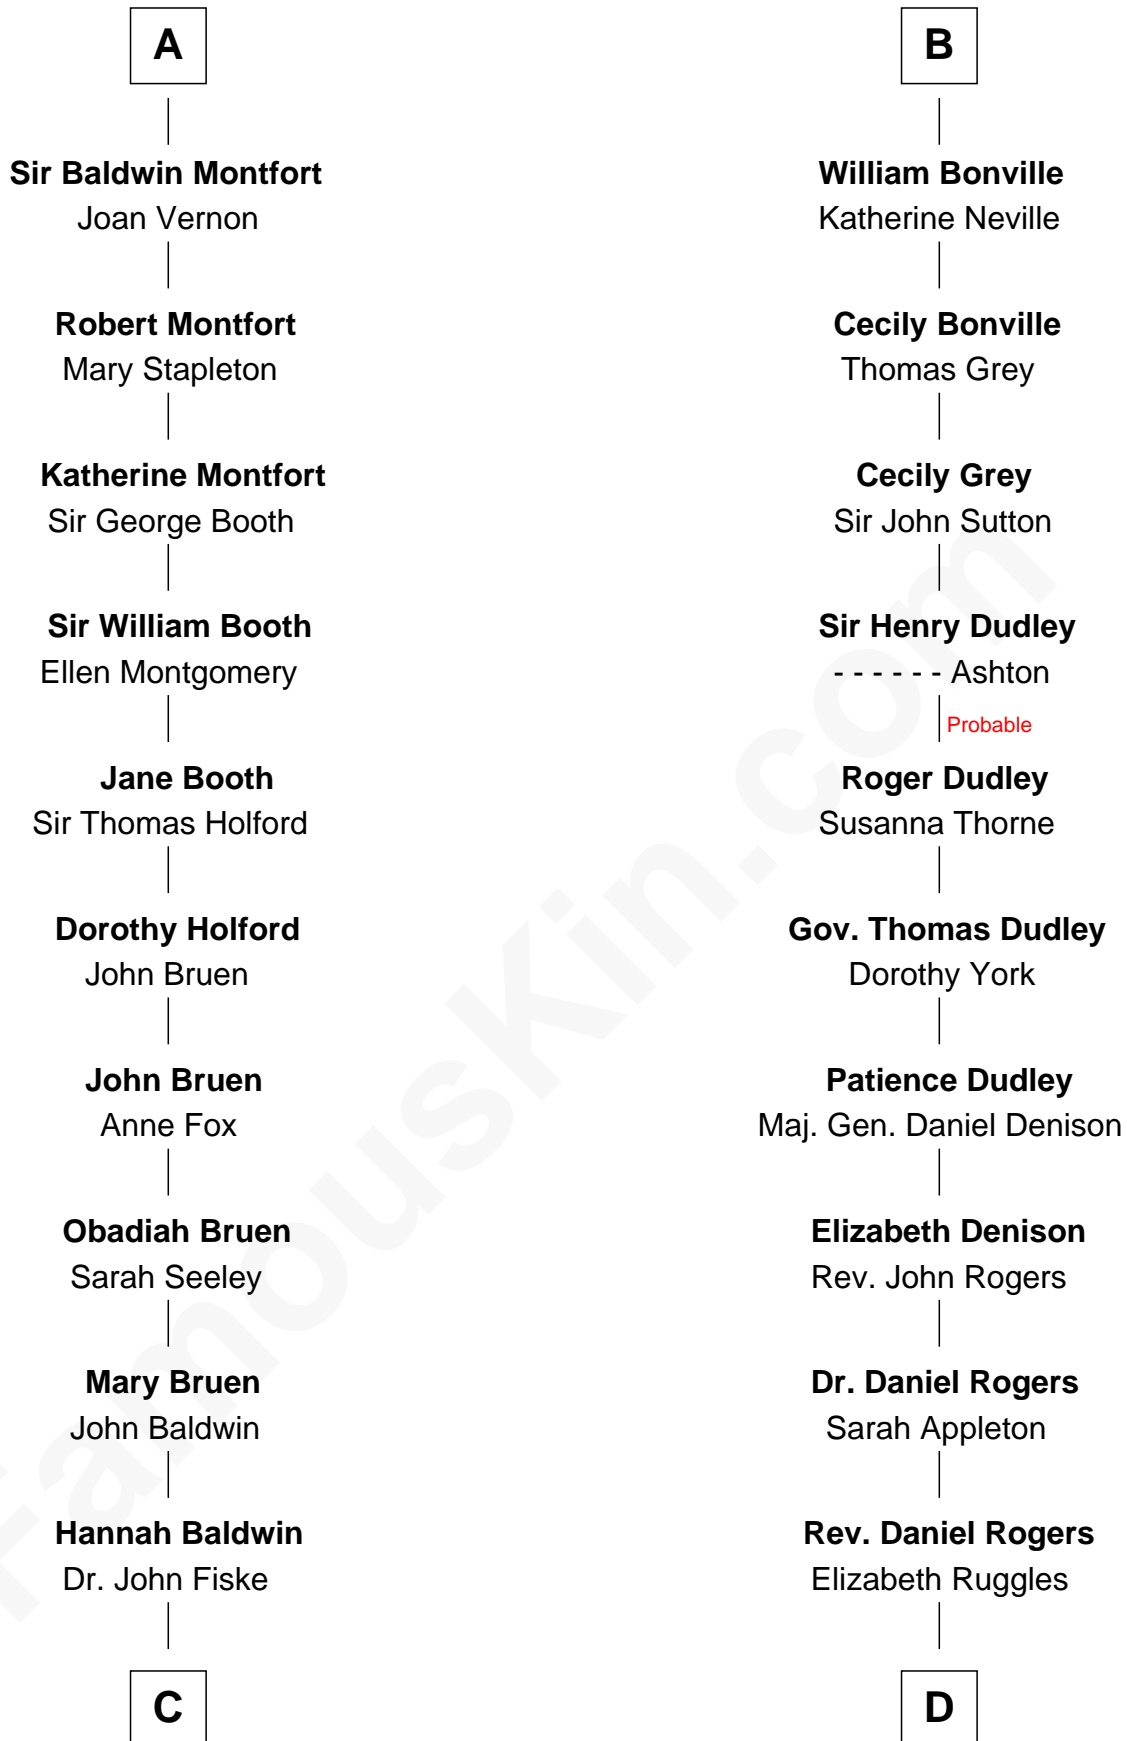 A
Sir Baldwin Montfort
Joan Vernon
Robert Montfort
Mary Stapleton
Katherine Montfort
Sir George Booth
Sir William Booth
Ellen Montgomery
Jane Booth
Sir Thomas Holford
Dorothy Holford
John Bruen
John Bruen
Anne Fox
Obadiah Bruen
Sarah Seeley
Mary Bruen
John Baldwin
Hannah Baldwin
Dr. John Fiske
C
B
William Bonville
Katherine Neville
Cecily Bonville
Thomas Grey
Cecily Grey
Sir John Sutton
Sir Henry Dudley
- - - - - - Ashton
Probable
Roger Dudley
Susanna Thorne
Gov. Thomas Dudley
Dorothy York
Patience Dudley
Maj. Gen. Daniel Denison
Elizabeth Denison
Rev. John Rogers
Dr. Daniel Rogers
Sarah Appleton
Rev. Daniel Rogers
Elizabeth Ruggles
D
FamousKin.com